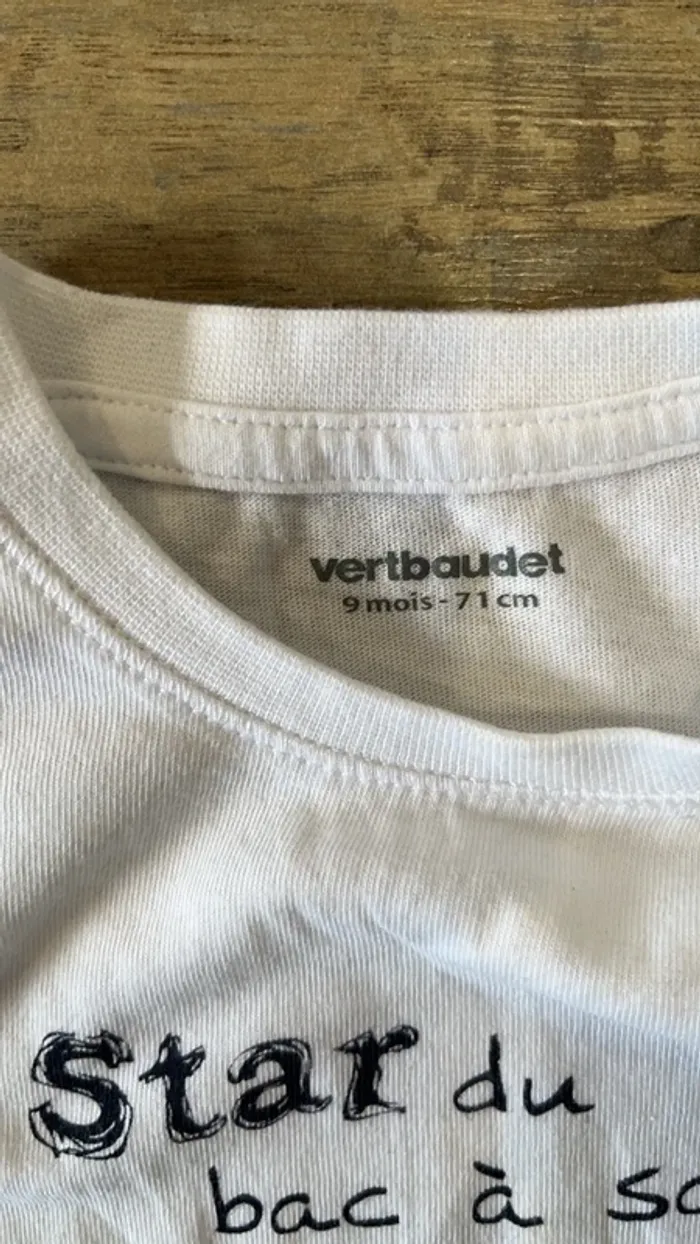 vertbaudet
9 mois - 71 cm
Star du
bac à